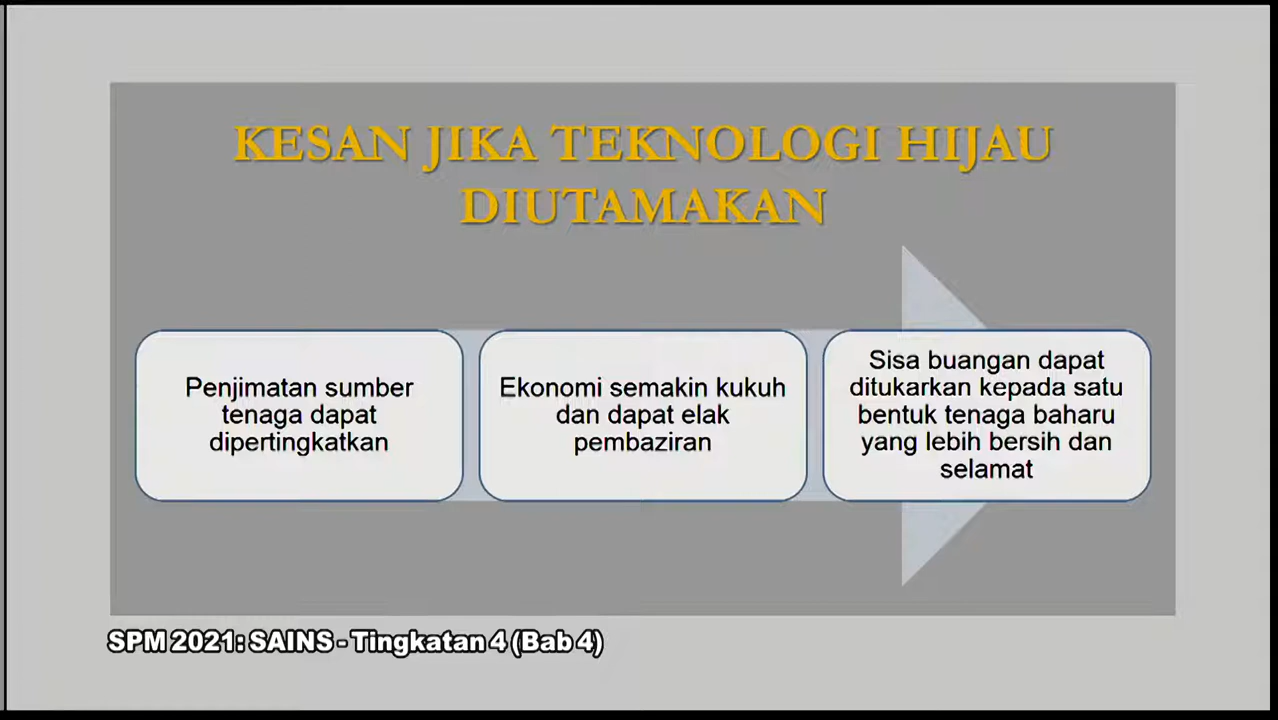 KESAN JIKA TEKNOLOGI HIJAU
DIUTAMAKAN
Penjimatan sumber
tenaga dapat
dipertingkatkan
Ekonomi semakin kukuh
dan dapat elak
pembaziran
Sisa buangan dapat
ditukarkan kepada satu
bentuk tenaga baharu
yang lebih bersih dan
selamat
SPM 2021: SAINS - Tingkatan 4 (Bab 4)